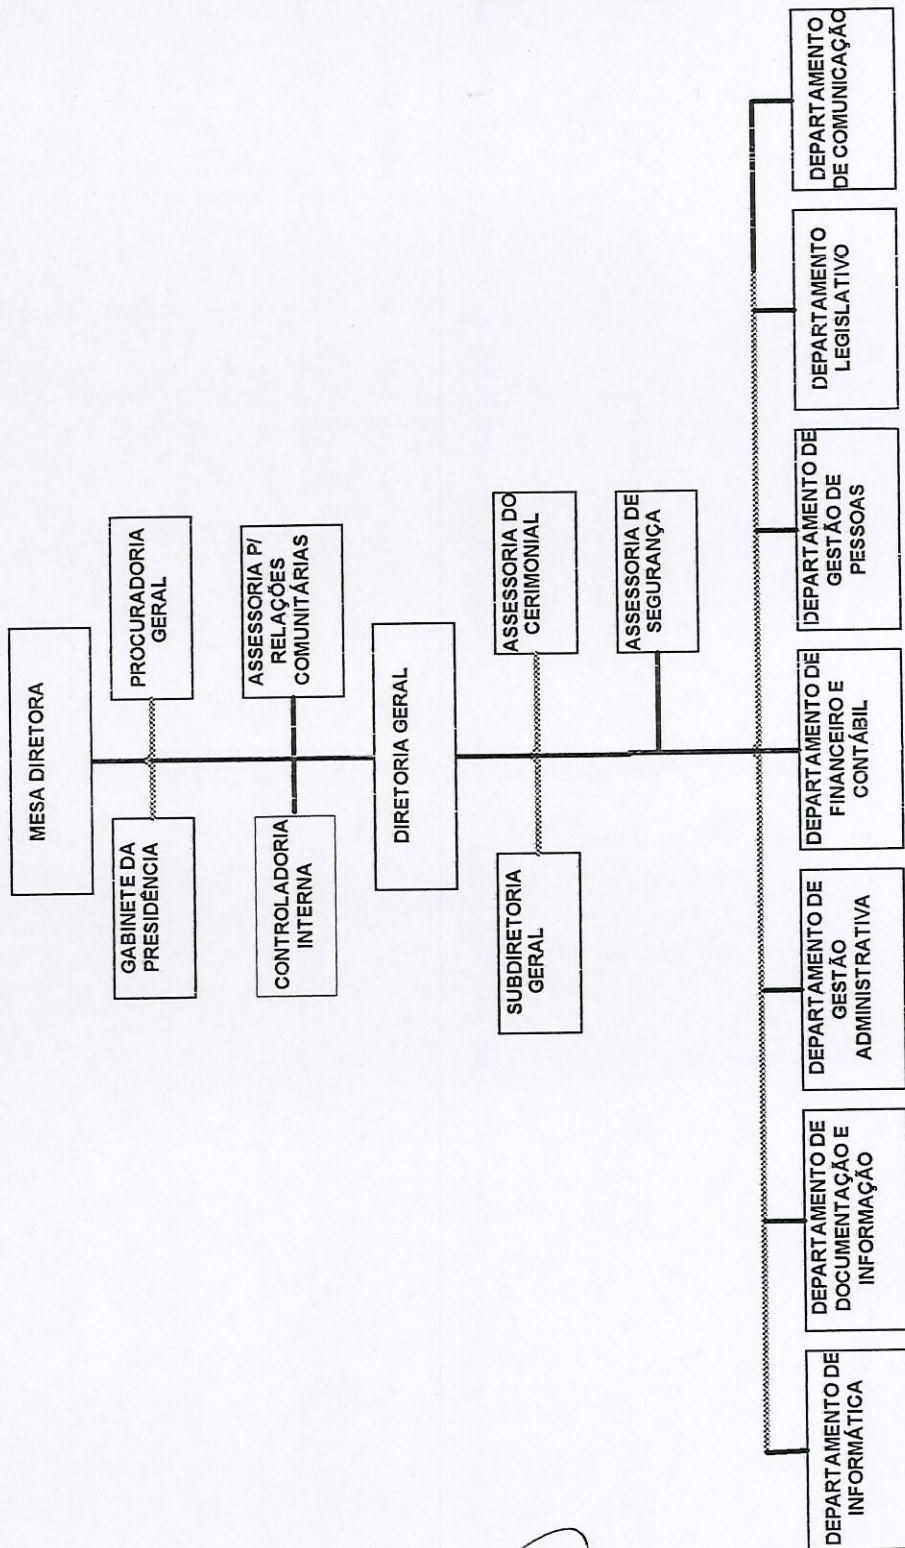 MESA DIRETORA
GABINETE DA
PRESIDÊNCIA
PROCURADORIA
GERAL
CONTROLADORIA
INTERNA
ASSESSORIA P/
RELAÇÕES
COMUNITÁRIAS
DIRETORIA GERAL
SUBDIRETORIA
GERAL
ASSESSORIA DO
CERIMONIAL
ASSESSORIA DE
SEGURANÇA
DEPARTAMENTO DE
INFORMÁTICA
DEPARTAMENTO DE
DOCUMENTAÇÃO E
INFORMAÇÃO
DEPARTAMENTO DE
GESTÃO
ADMINISTRATIVA
DEPARTAMENTO DE
FINANCEIRO E
CONTÁBIL
DEPARTAMENTO DE
GESTÃO DE
PESSOAS
DEPARTAMENTO
LEGISLATIVO
DEPARTAMENTO
DE COMUNICAÇÃO